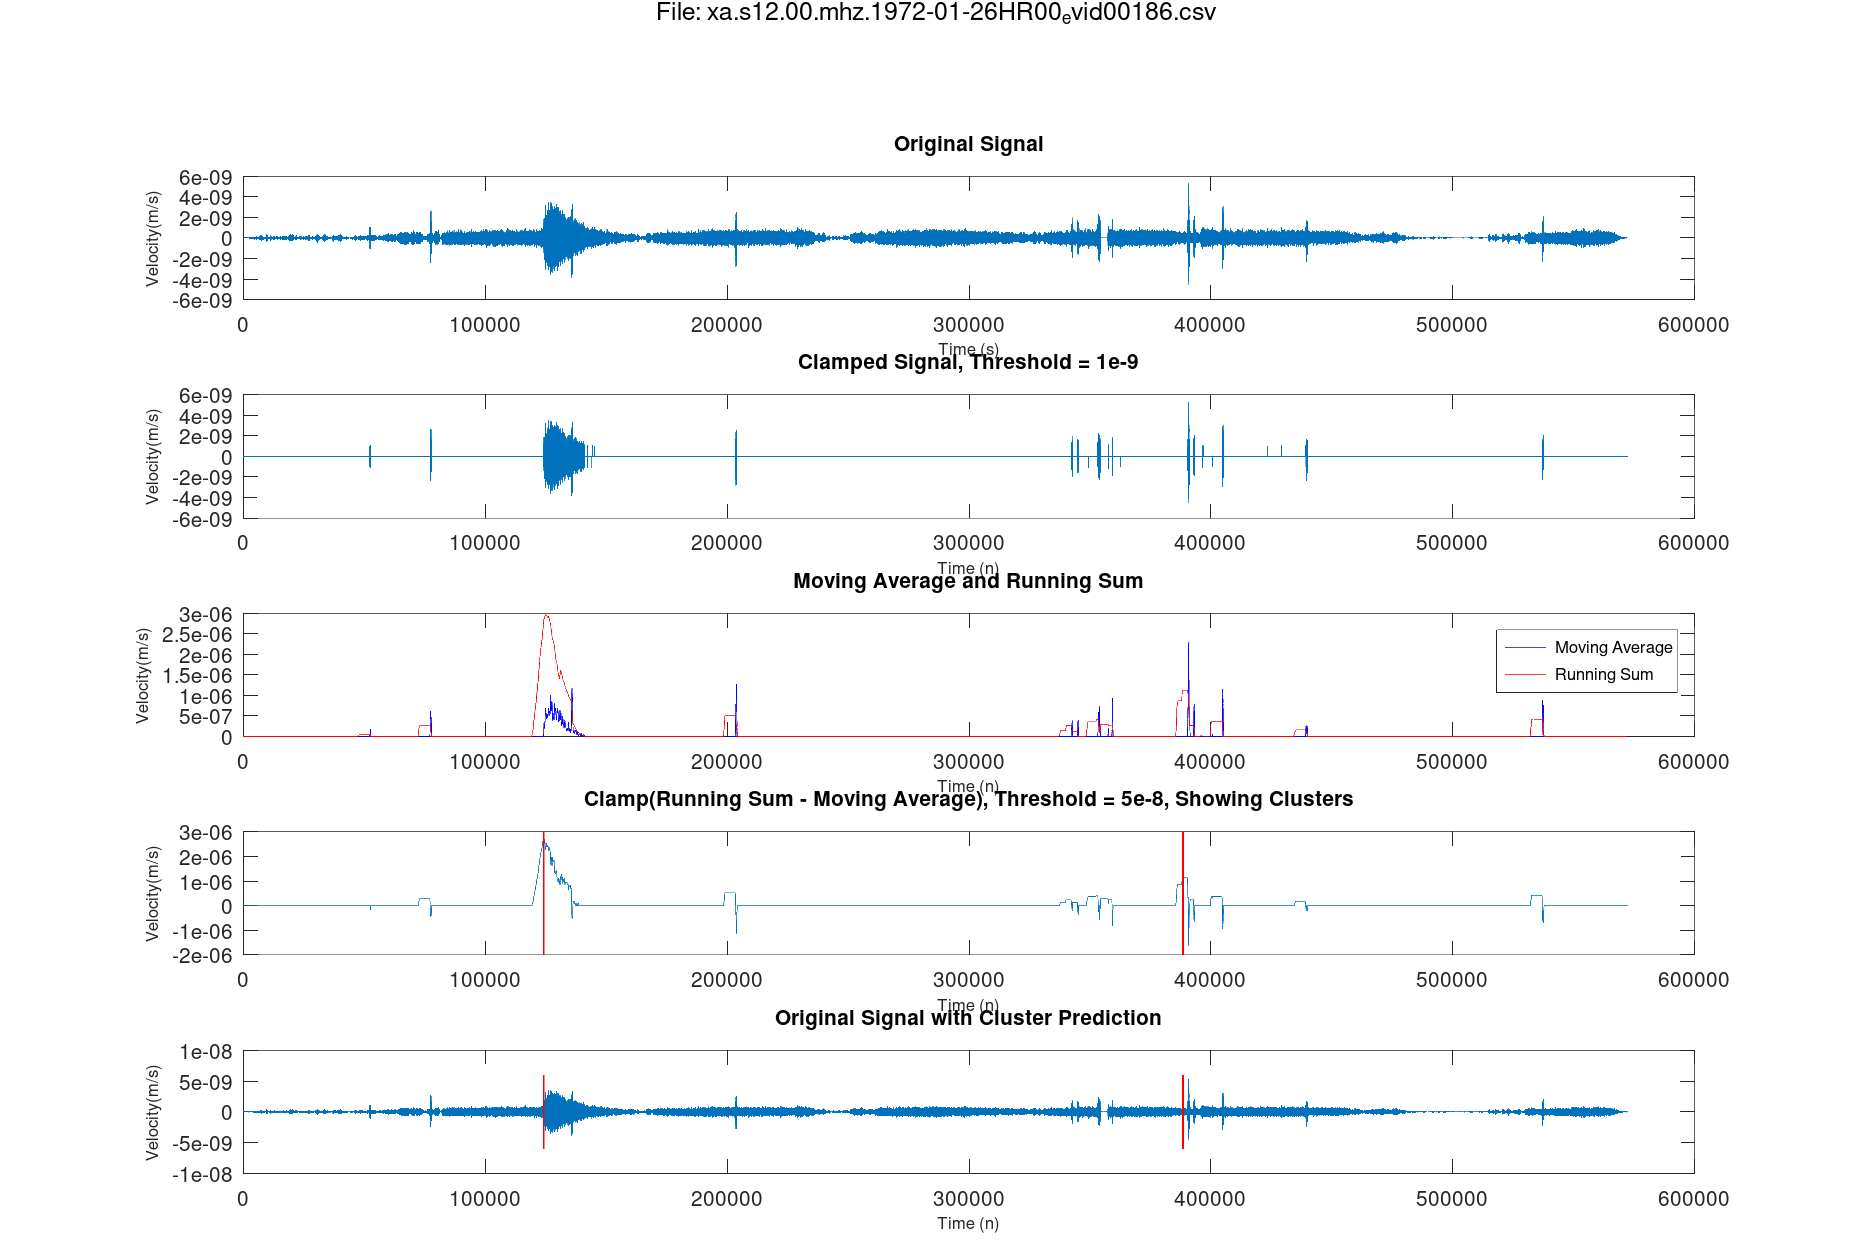 File: xa.s12.00.mhz.1972-01-26HR00evid00186.csv
Original Signal
Velocity(m/s)
6e-09
4e-09
2e-09
0
-2e-09
-4e-09
-6e-09
0 100000 200000 300000 400000 500000 600000
Time (s)
Clamped Signal, Threshold = 1e-9
Velocity(m/s)
6e-09
4e-09
2e-09
0
-2e-09
-4e-09
-6e-09
0 100000 200000 300000 400000 500000 600000
Time (n)
Moving Average and Running Sum
Velocity(m/s)
3e-06
2.5e-06
2e-06
1.5e-06
1e-06
5e-07
0
Moving Average
Running Sum
0 100000 200000 300000 400000 500000 600000
Time (n)
Clamp(Running Sum - Moving Average), Threshold = 5e-8, Showing Clusters
Velocity(m/s)
3e-06
2e-06
1e-06
0
-1e-06
-2e-06
0 100000 200000 300000 400000 500000 600000
Time (n)
Original Signal with Cluster Prediction
Velocity(m/s)
1e-08
5e-09
0
-5e-09
-1e-08
0 100000 200000 300000 400000 500000 600000
Time (n)